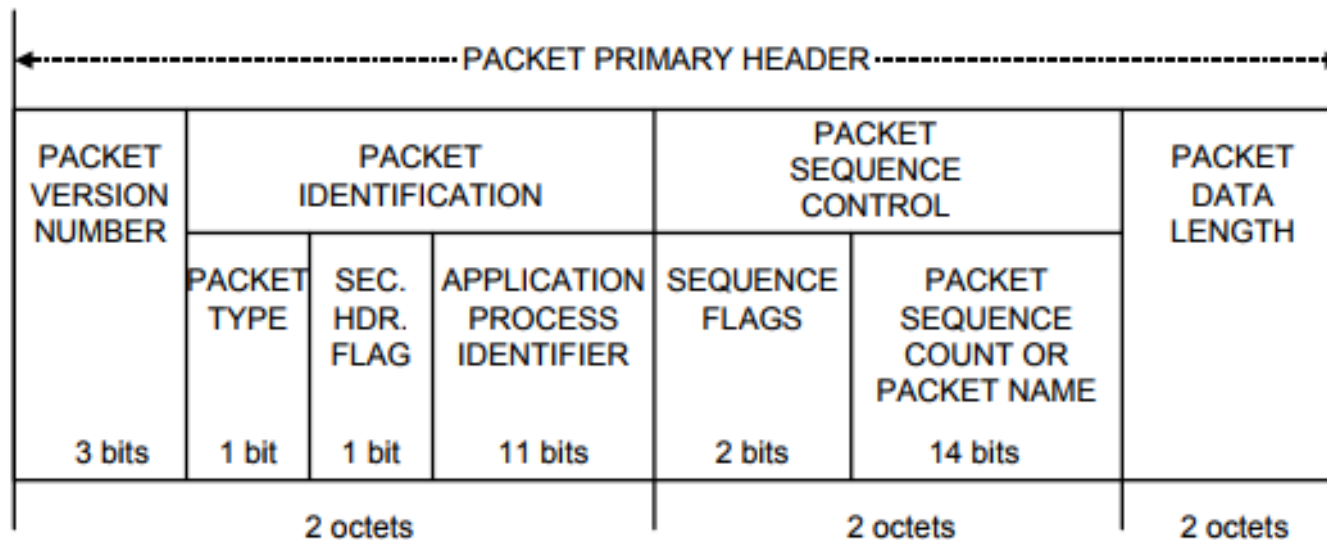 PACKET PRIMARY HEADER
PACKET
VERSION
NUMBER
3 bits
PACKET
IDENTIFICATION
PACKET
TYPE
1 bit
SEC.
HDR.
FLAG
1 bit
APPLICATION
PROCESS
IDENTIFIER
11 bits
PACKET
SEQUENCE
CONTROL
SEQUENCE
FLAGS
2 bits
PACKET
SEQUENCE
COUNT OR
PACKET NAME
14 bits
PACKET
DATA
LENGTH
2 octets
2 octets
2 octets